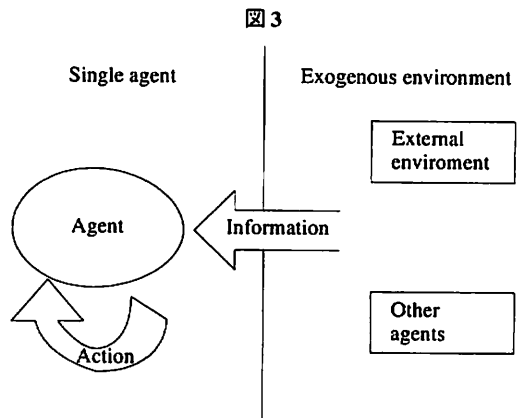 図3
Single agent
Exogenous environment
External
enviroment
Agent
Information
Other
agents
Action